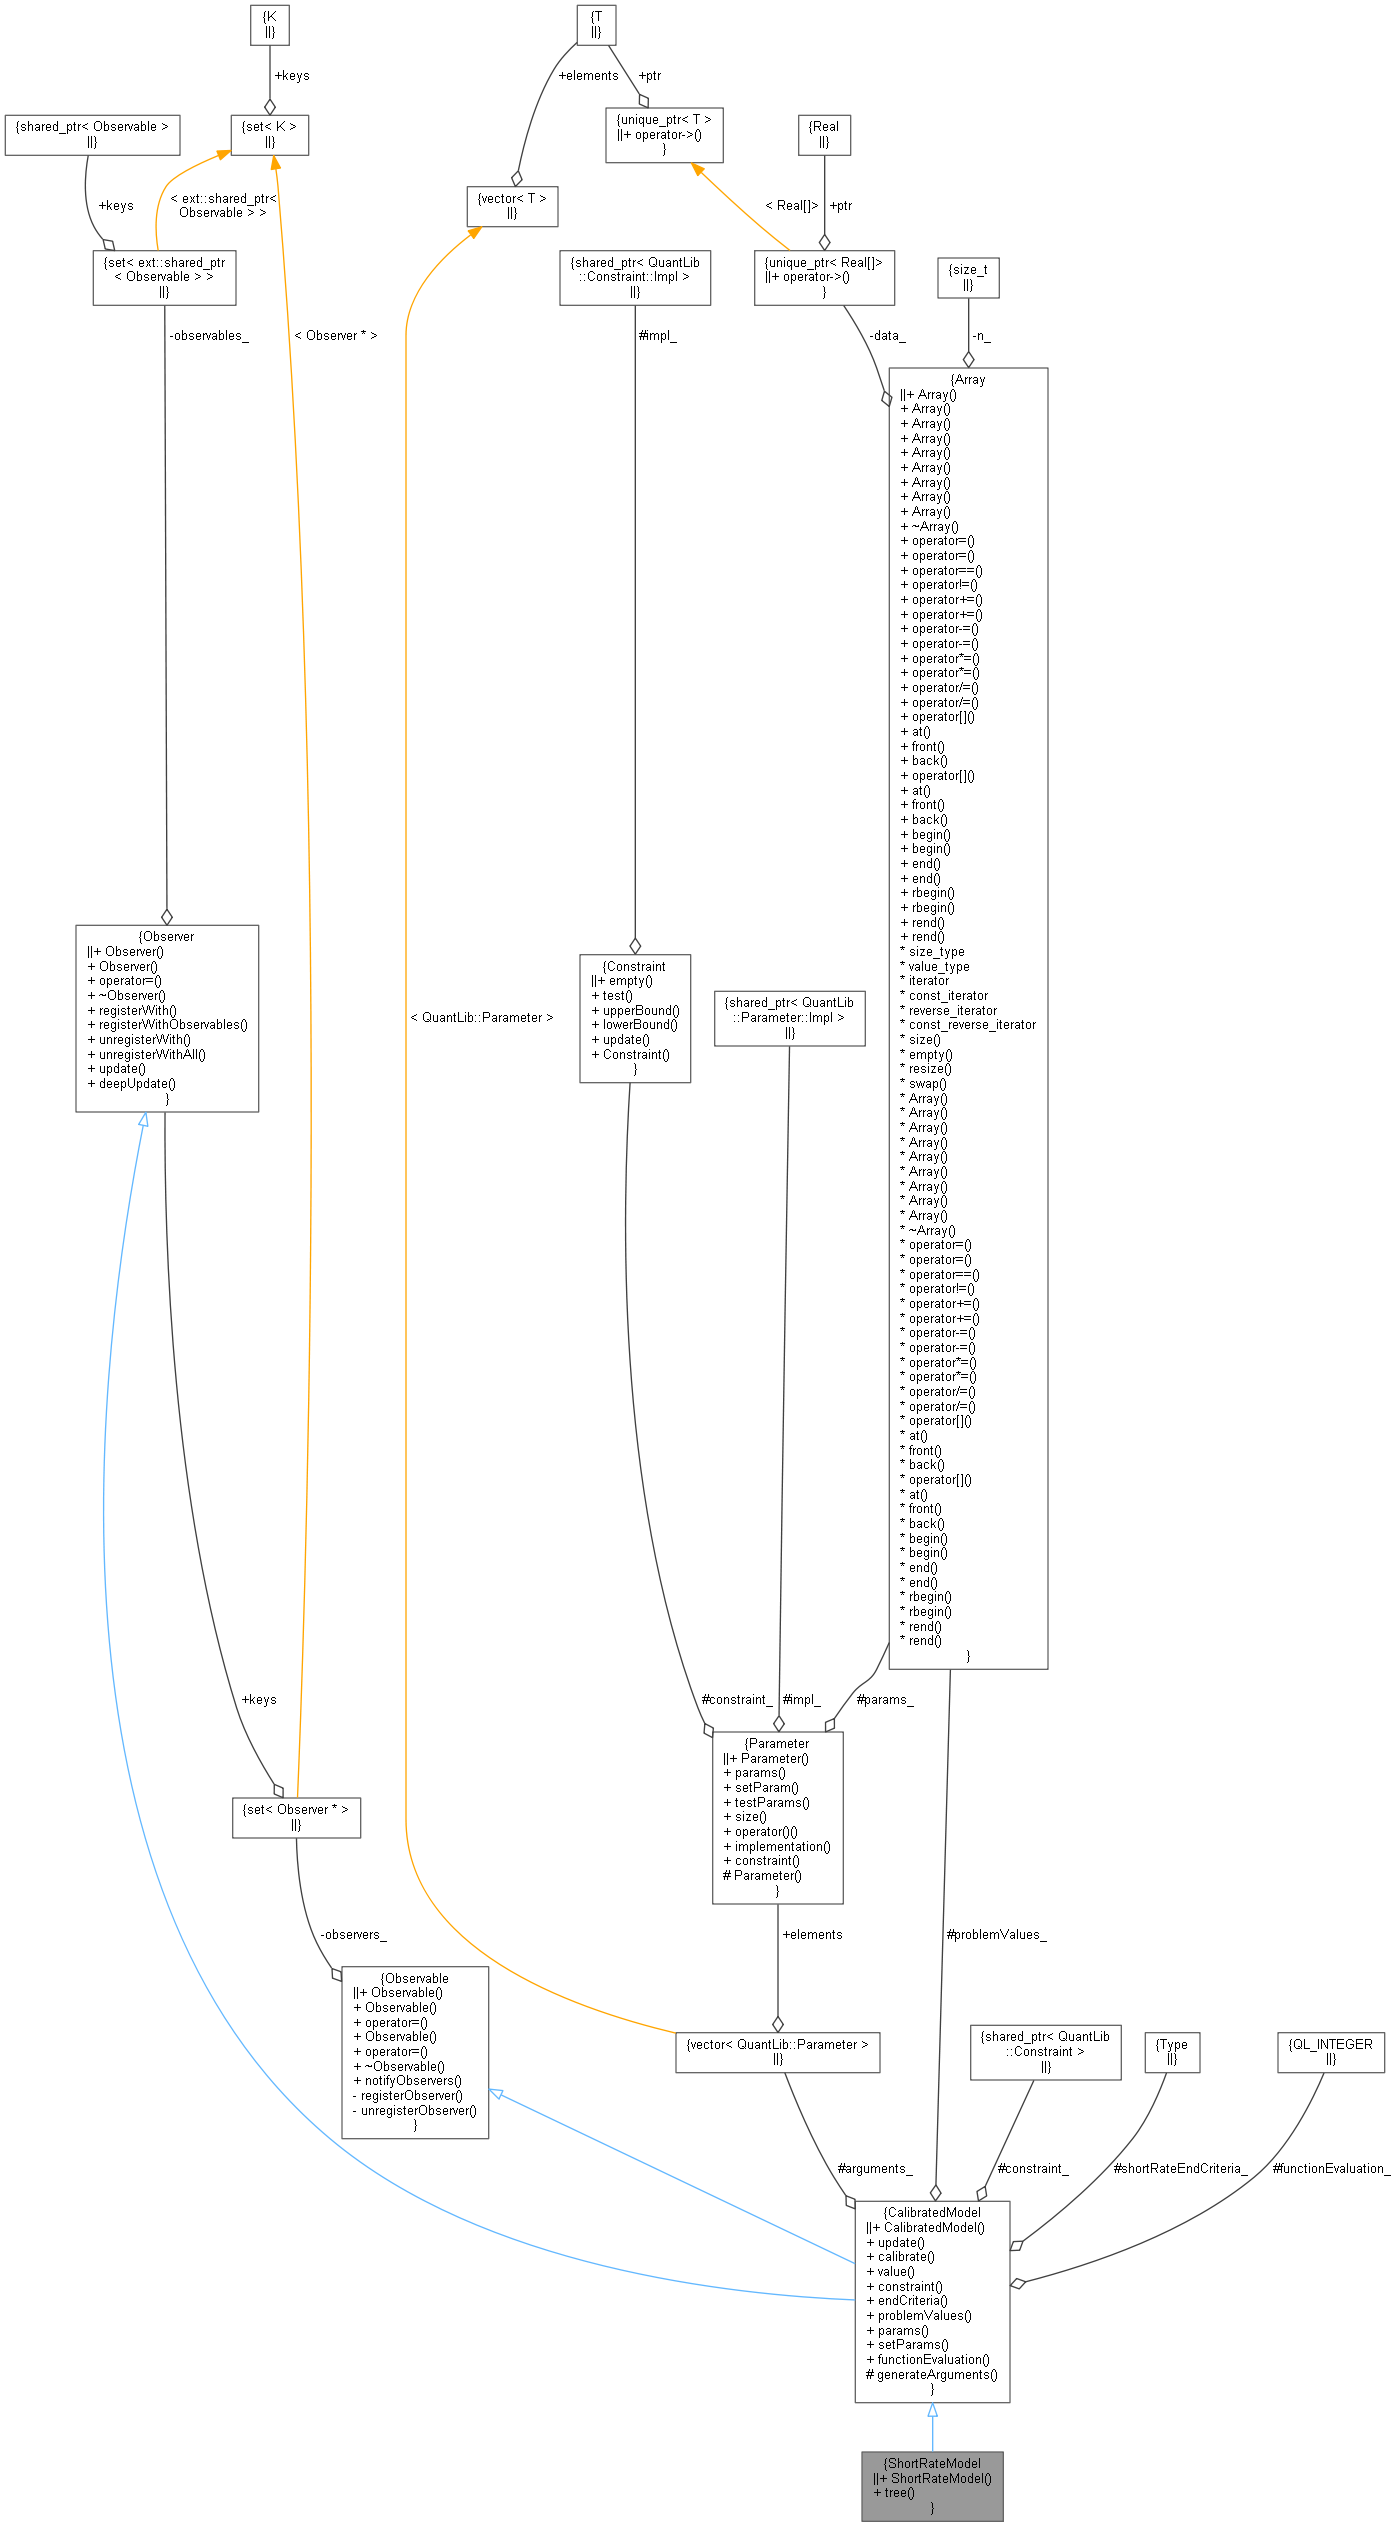 {K
||}
{T
||}
+keys
+elements
+ptr
{shared_ptr< Observable >
||}
{set< K >
||}
{unique_ptr< T >
||+ operator->()
}
{Real
||}
+keys
< ext::shared_ptr<
Observable > >
{vector< T >
||}
< Real[]>
+ptr
{set< ext::shared_ptr
< Observable > >
||}
{shared_ptr< QuantLib
::Constraint::Impl >
||}
{unique_ptr< Real[]>
||+ operator->()
}
{size_t
||}
-observables_
< Observer * >
#impl_
-data_
-n_
{Array
||+ Array()
+ Array()
+ Array()
+ Array()
+ Array()
+ Array()
+ Array()
+ Array()
+ Array()
+ ~Array()
+ operator=()
+ operator=()
+ operator==()
+ operator!=()
+ operator+=()
+ operator+=()
+ operator-=()
+ operator-=()
+ operator*=()
+ operator*=()
+ operator/=()
+ operator/=()
+ operator[]()
+ at()
+ front()
+ back()
+ operator[]()
+ at()
+ front()
+ back()
+ begin()
+ begin()
+ end()
+ end()
+ rbegin()
+ rbegin()
+ rend()
+ rend()
* size_type
* value_type
* iterator
* const_iterator
* reverse_iterator
* const_reverse_iterator
* size()
* empty()
* resize()
* swap()
* Array()
* Array()
* Array()
* Array()
* Array()
* Array()
* Array()
* Array()
* Array()
* ~Array()
* operator=()
* operator=()
* operator==()
* operator!=()
* operator+=()
* operator+=()
* operator-=()
* operator-=()
* operator*=()
* operator*=()
* operator/=()
* operator/=()
* operator[]()
* at()
* front()
* back()
* operator[]()
* at()
* front()
* back()
* begin()
* begin()
* end()
* end()
* rbegin()
* rbegin()
* rend()
* rend()
}
{Observer
||+ Observer()
+ Observer()
+ operator=()
+ ~Observer()
+ registerWith()
+ registerWithObservables()
+ unregisterWith()
+ unregisterWithAll()
+ update()
+ deepUpdate()
}
< QuantLib::Parameter >
{Constraint
||+ empty()
+ test()
+ upperBound()
+ lowerBound()
+ update()
+ Constraint()
}
{shared_ptr< QuantLib
::Parameter::Impl >
||}
+keys
#constraint_
#impl_
#params_
{Parameter
||+ Parameter()
+ params()
+ setParam()
+ testParams()
+ size()
+ operator()()
+ implementation()
+ constraint()
# Parameter()
}
{set< Observer * >
||}
-observers_
+elements
#problemValues_
{Observable
||+ Observable()
+ Observable()
+ operator=()
+ Observable()
+ operator=()
+ ~Observable()
+ notifyObservers()
- registerObserver()
- unregisterObserver()
}
{vector< QuantLib::Parameter >
||}
{shared_ptr< QuantLib
::Constraint >
||}
{Type
||}
{QL_INTEGER
||}
#arguments_
#constraint_
#shortRateEndCriteria_
#functionEvaluation_
{CalibratedModel
||+ CalibratedModel()
+ update()
+ calibrate()
+ value()
+ constraint()
+ endCriteria()
+ problemValues()
+ params()
+ setParams()
+ functionEvaluation()
# generateArguments()
}
{ShortRateModel
||+ ShortRateModel()
+ tree()
}